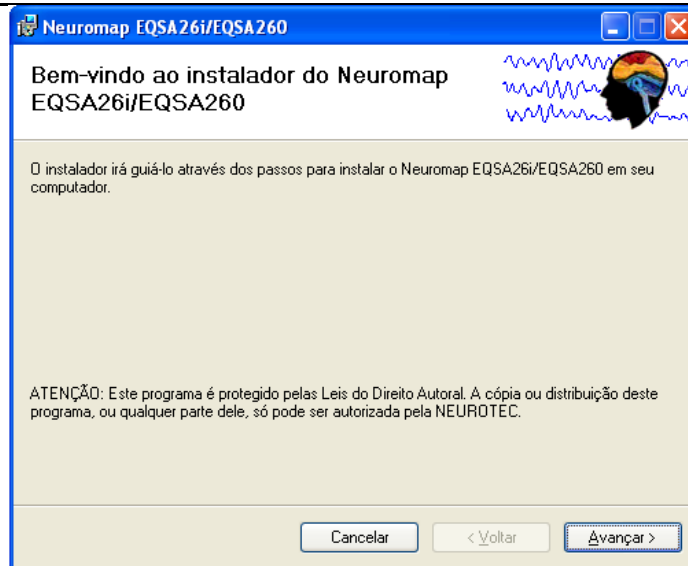 Neuromap EQSA26i/EQSA260
Bem-vindo ao instalador do Neuromap
EQSA26i/EQSA260
O instalador irá guiá-lo através dos passos para instalar o Neuromap EQSA26i/EQSA260 em seu
computador.
ATENÇÃO: Este programa é protegido pelas Leis do Direito Autoral. A cópia ou distribuição deste
programa, ou qualquer parte dele, só pode ser autorizada pela NEUROTEC.
Cancelar < Voltar Avançar >